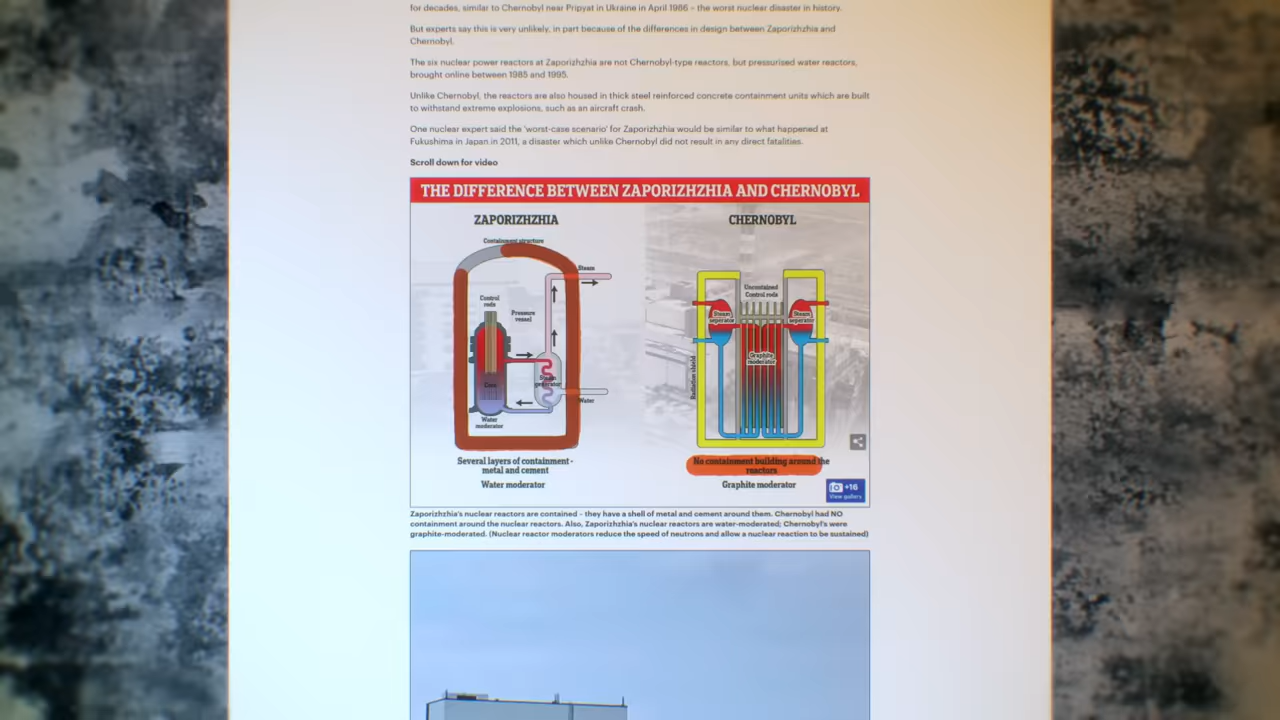 for decades, similar to Chernobyl near Pripyat in Ukraine in April 1986 – the worst nuclear disaster in history.
But experts say this is very unlikely, in part because of the differences in design between Zaporizhzhia and
Chernobyl.
The six nuclear power reactors at Zaporizhzhia are not Chernobyl-type reactors, but pressurised water reactors,
brought online between 1985 and 1995.
Unlike Chernobyl, the reactors are also housed in thick steel reinforced concrete containment units which are built
to withstand extreme explosions, such as an aircraft crash.
One nuclear expert said the 'worst-case scenario' for Zaporizhzhia would be similar to what happened at
Fukushima in Japan in 2011, a disaster which unlike Chernobyl did not result in any direct fatalities.
Scroll down for video
THE DIFFERENCE BETWEEN ZAPORIZHZHIA AND CHERNOBYL
ZAPORIZHZHIA
Containment structure
Steam
Control
rods
Pressure
vessel
Core
Steam
generator
Water
Water
moderator
Several layers of containment -
metal and cement
Water moderator
CHERNOBYL
Uncontained
Control rods
Steam
seperator
Steam
seperator
Graphite
moderator
Radiation shield
No containment building around the
reactors
Graphite moderator
+16
View gallery
Zaporizhzhia's nuclear reactors are contained – they have a shell of metal and cement around them. Chernobyl had NO
containment around the nuclear reactors. Also, Zaporizhzhia's nuclear reactors are water-moderated; Chernobyl's were
graphite-moderated. (Nuclear reactor moderators reduce the speed of neutrons and allow a nuclear reaction to be sustained)